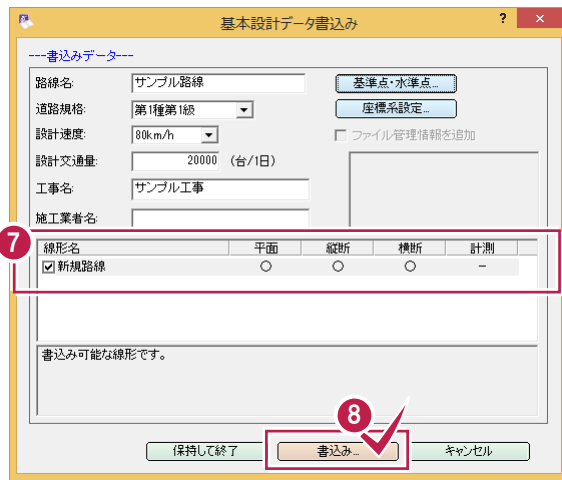 基本設計データ書込み ? ×
---書込みデータ---
路線名: サンプル路線 基準点・水準点...
道路規格: 第1種第1級 座標系設定...
設計速度: 80km/h ファイル管理情報を追加
設計交通量: 20000 (台/1日)
工事名: サンプル工事
施工業者名:
7
線形名 平面 縦断 横断 計測
新規路線 ○ ○ ○ −
書込み可能な線形です。
8
保持して終了 書込み... キャンセル